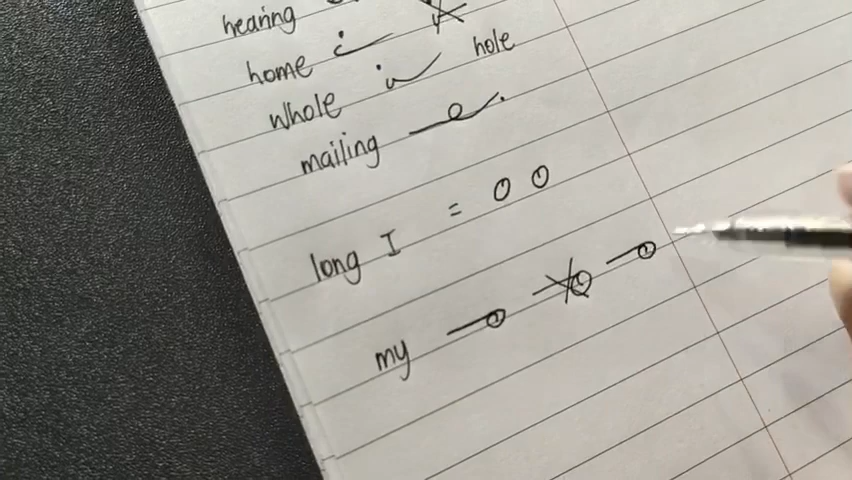 hearing
home
whole hole
mailing
long I =
my